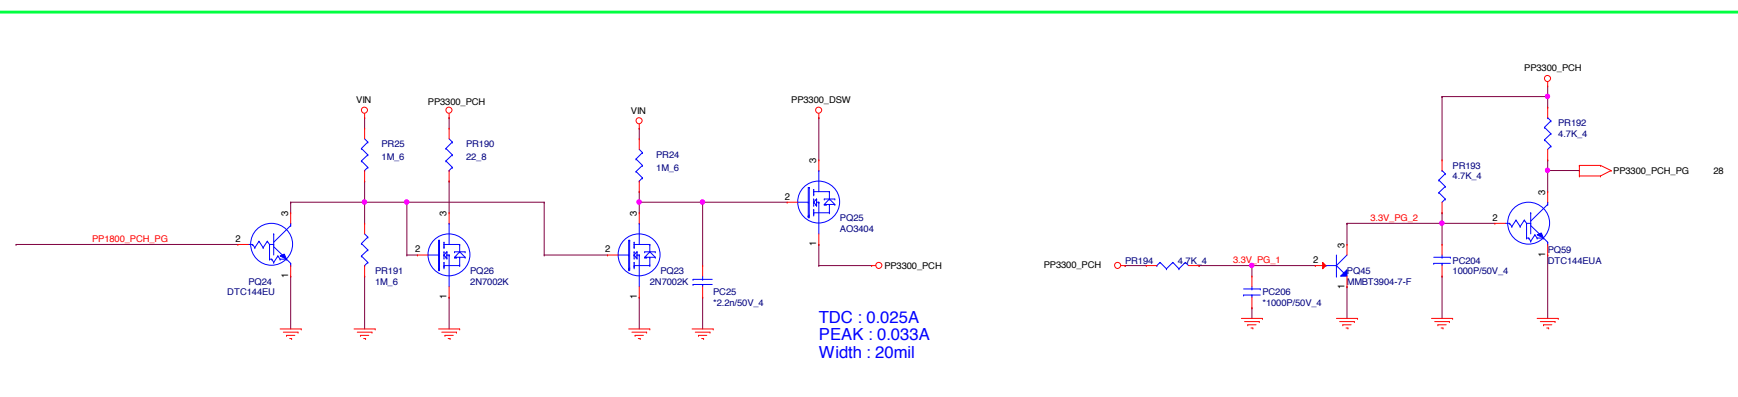 PP1800_PCH_PG
2
3
1
PQ24
DTC144EU
VIN
PR25
1M_6
PR191
1M_6
PP3300_PCH
PR190
22_8
3
2
1
PQ26
2N7002K
VIN
PR24
1M_6
3
2
1
PQ23
2N7002K
PC25
*2.2n/50V_4
PP3300_DSW
3
2
1
PQ25
AO3404
PP3300_PCH
TDC : 0.025A
PEAK : 0.033A
Width : 20mil
PP3300_PCH
PR194
4.7K_4
3.3V_PG_1
PC206
*1000P/50V_4
2
3
1
PQ45
MMBT3904-7-F
3.3V_PG_2
PR193
4.7K_4
PC204
1000P/50V_4
PP3300_PCH
PR192
4.7K_4
PP3300_PCH_PG
28
2
3
1
PQ59
DTC144EUA